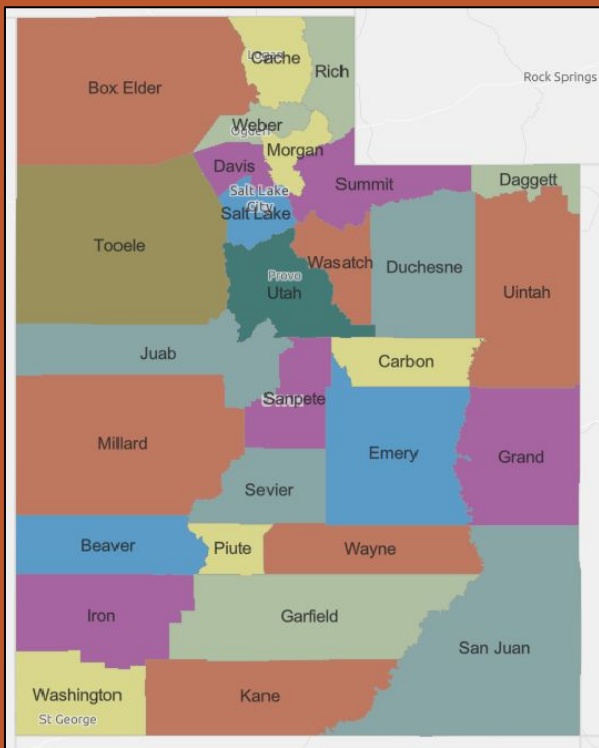 Logan
Cache
Rich
Rock Springs
Box Elder
Weber
Ogden
Morgan
Davis
Summit
Daggett
Salt Lake
City
Salt Lake
Tooele
Wasatch
Duchesne
Provo
Utah
Uintah
Juab
Carbon
Sanpete
Millard
Emery
Grand
Sevier
Beaver
Piute
Wayne
Iron
Garfield
San Juan
Washington
Kane
St George